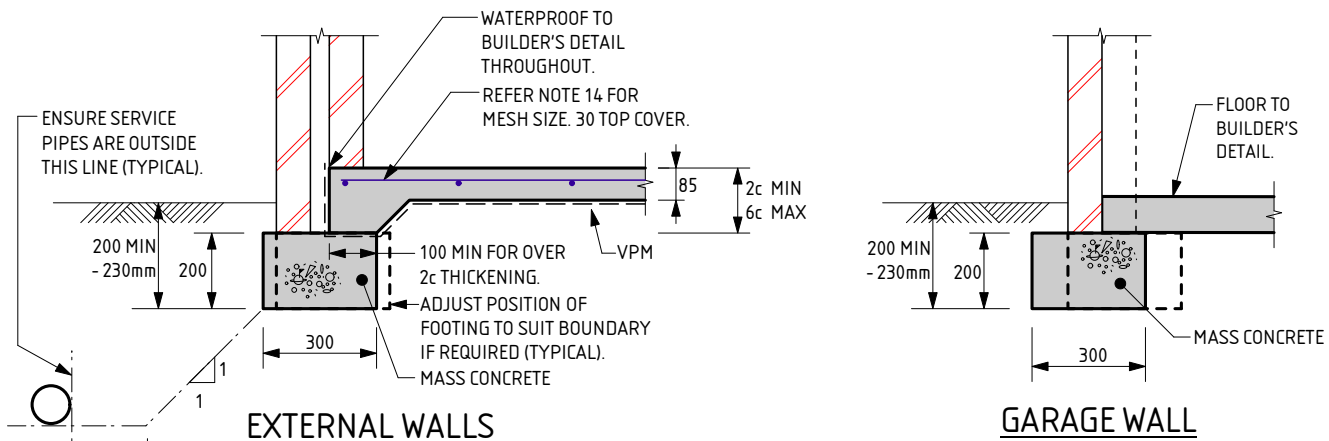 WATERPROOF TO
BUILDER'S DETAIL
THROUGHOUT.
REFER NOTE 14 FOR
MESH SIZE. 30 TOP COVER.
ENSURE SERVICE
PIPES ARE OUTSIDE
THIS LINE (TYPICAL).
85
2c MIN
6c MAX
200 MIN
- 230mm
200
100 MIN FOR OVER
2c THICKENING.
VPM
ADJUST POSITION OF
FOOTING TO SUIT BOUNDARY
IF REQUIRED (TYPICAL).
MASS CONCRETE
300
1
1
EXTERNAL WALLS
FLOOR TO
BUILDER'S
DETAIL.
200 MIN
- 230mm
200
MASS CONCRETE
300
GARAGE WALL